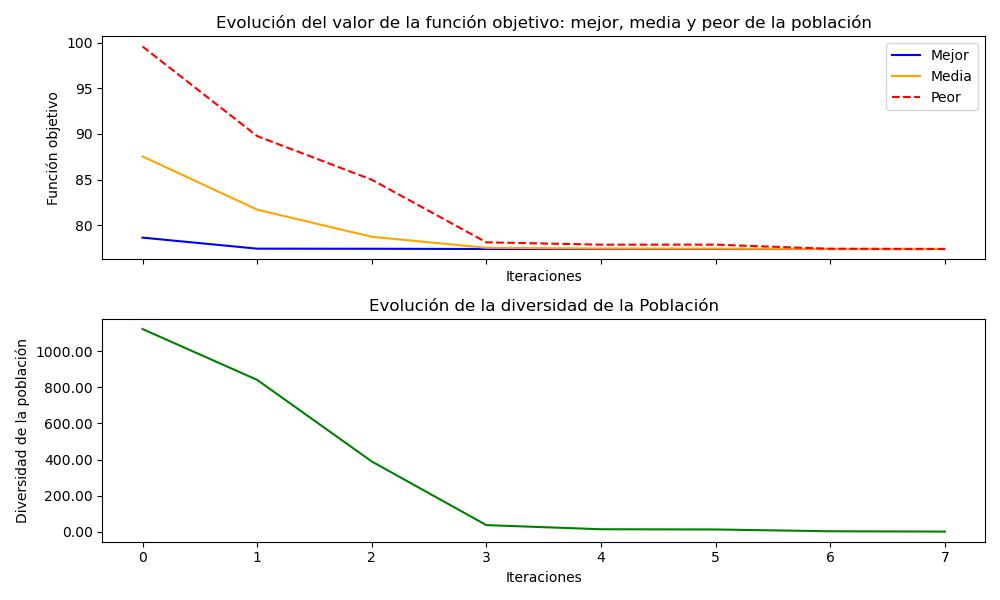 Evolución del valor de la función objetivo: mejor, media y peor de la población
100
95
90
85
80
Función objetivo
Mejor
Media
Peor
Iteraciones
Evolución de la diversidad de la Población
1000.00
800.00
600.00
400.00
200.00
0.00
Diversidad de la población
0 1 2 3 4 5 6 7
Iteraciones